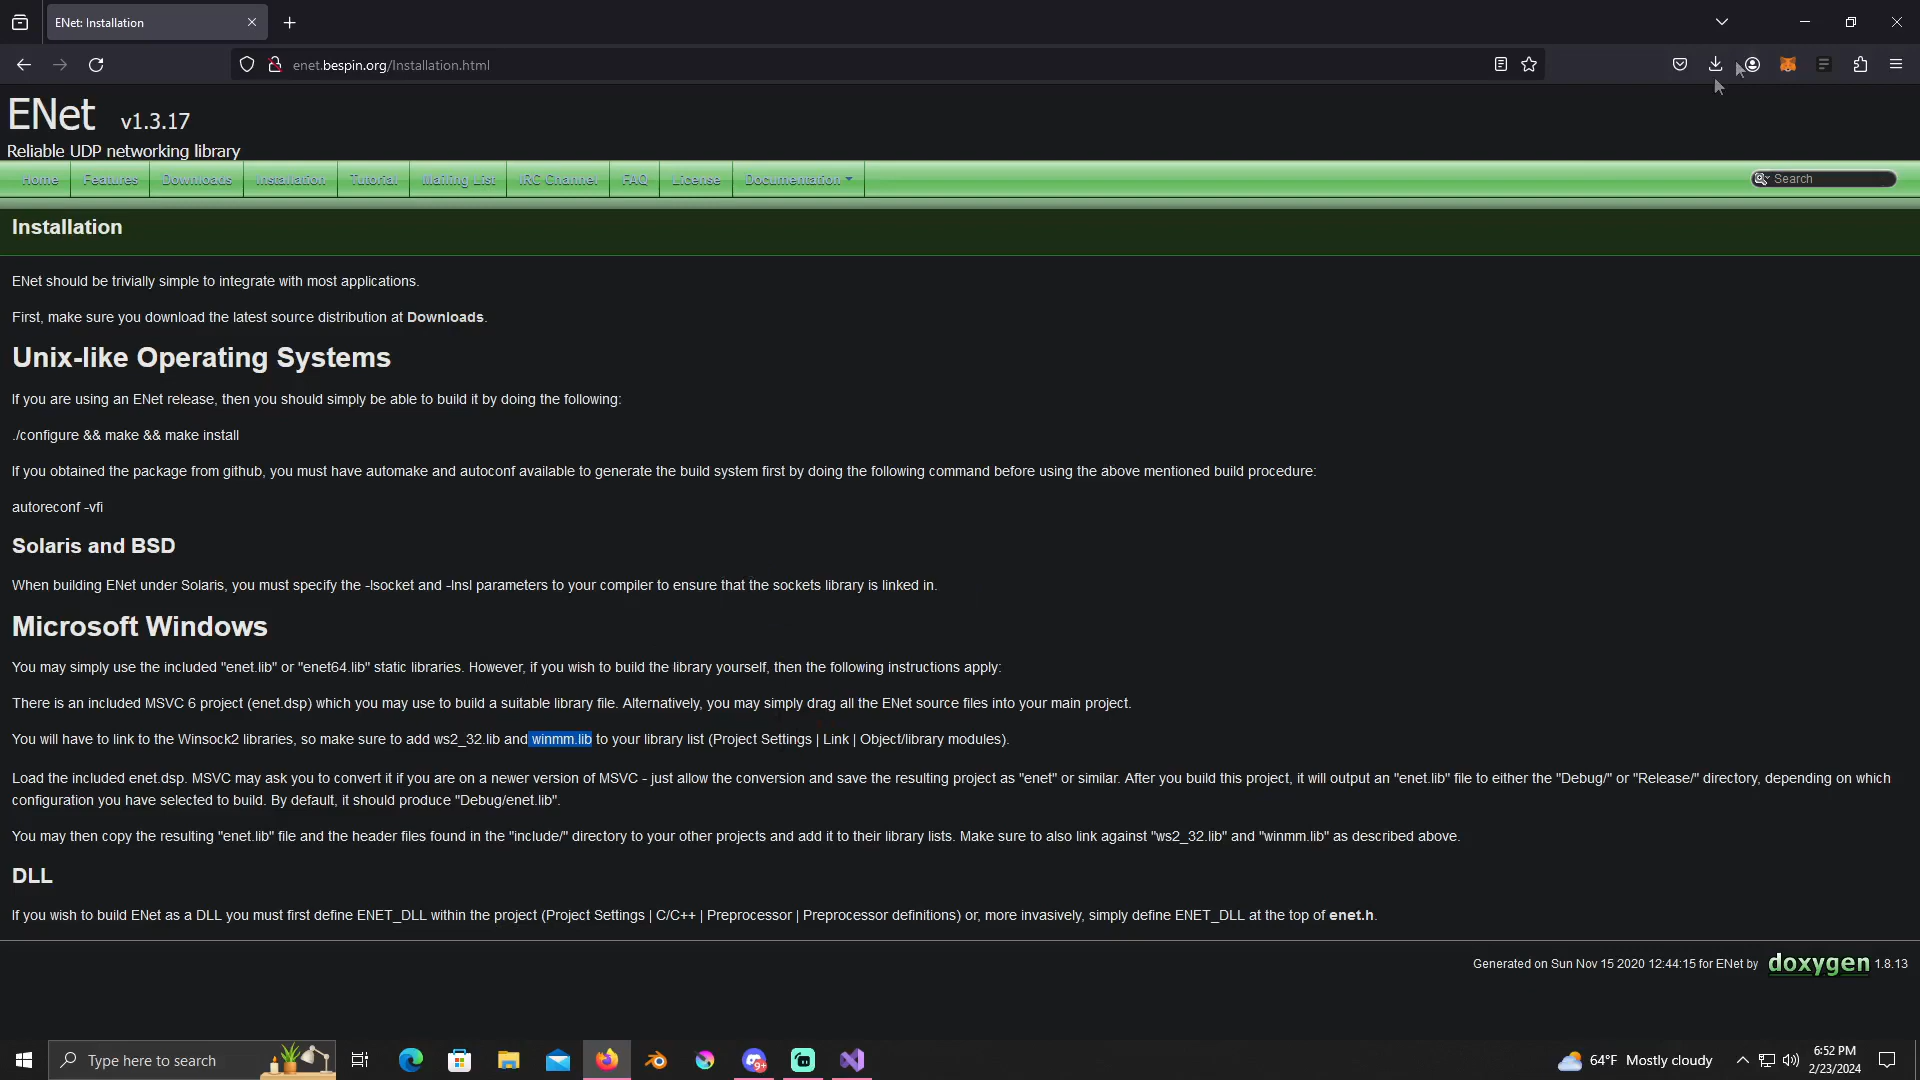 ENet: Installation
enet.bespin.org/Installation.html
ENet v1.3.17
Reliable UDP networking library
Home Features Downloads Installation Tutorial Mailing List IRC Channel FAQ License Documentation Search
Installation
ENet should be trivially simple to integrate with most applications.
First, make sure you download the latest source distribution at Downloads.
Unix-like Operating Systems
If you are using an ENet release, then you should simply be able to build it by doing the following:
./configure && make && make install
If you obtained the package from github, you must have automake and autoconf available to generate the build system first by doing the following command before using the above mentioned build procedure:
autoreconf -vfi
Solaris and BSD
When building ENet under Solaris, you must specify the -lsocket and -lnsl parameters to your compiler to ensure that the sockets library is linked in.
Microsoft Windows
You may simply use the included "enet.lib" or "enet64.lib" static libraries. However, if you wish to build the library yourself, then the following instructions apply:
There is an included MSVC 6 project (enet.dsp) which you may use to build a suitable library file. Alternatively, you may simply drag all the ENet source files into your main project.
You will have to link to the Winsock2 libraries, so make sure to add ws2_32.lib and winmm.lib to your library list (Project Settings | Link | Object/library modules).
Load the included enet.dsp. MSVC may ask you to convert it if you are on a newer version of MSVC - just allow the conversion and save the resulting project as "enet" or similar. After you build this project, it will output an "enet.lib" file to either the "Debug/" or "Release/" directory, depending on which
configuration you have selected to build. By default, it should produce "Debug/enet.lib".
You may then copy the resulting "enet.lib" file and the header files found in the "include/" directory to your other projects and add it to their library lists. Make sure to also link against "ws2_32.lib" and "winmm.lib" as described above.
DLL
If you wish to build ENet as a DLL you must first define ENET_DLL within the project (Project Settings | C/C++ | Preprocessor | Preprocessor definitions) or, more invasively, simply define ENET_DLL at the top of enet.h.
Generated on Sun Nov 15 2020 12:44:15 for ENet by doxygen 1.8.13
Type here to search
9+
64°F Mostly cloudy
6:52 PM
2/23/2024